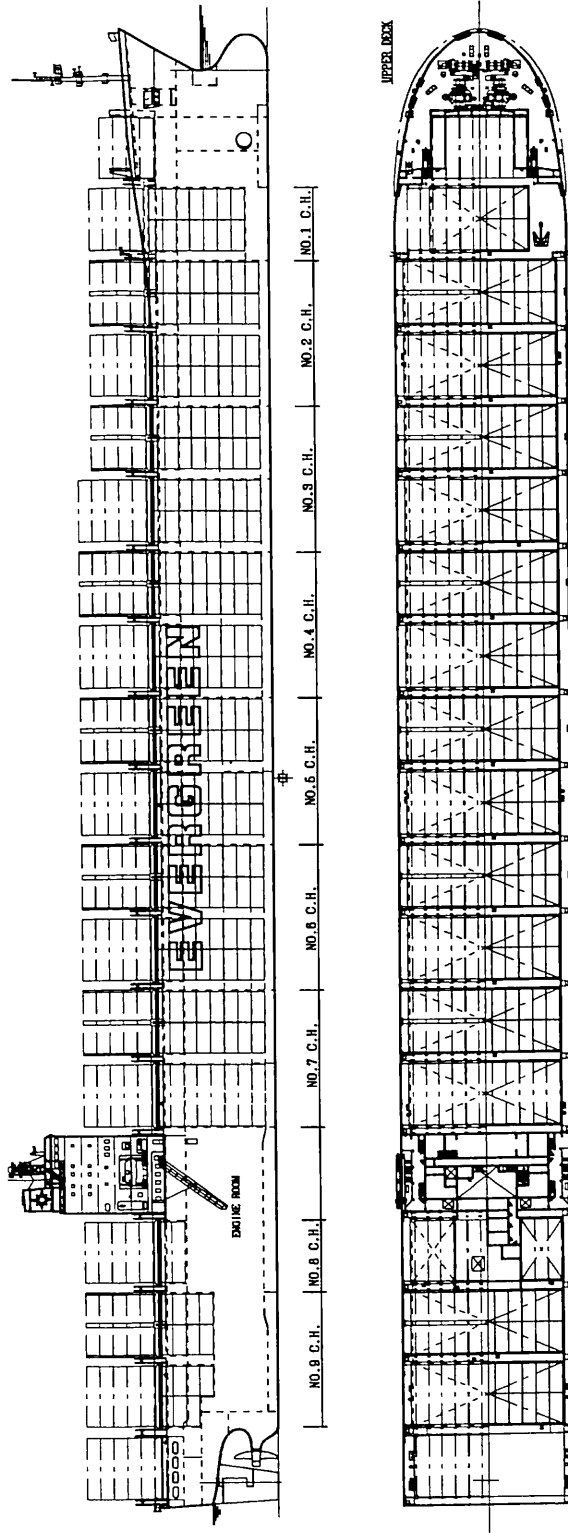 UPPER DECK
EVERGREEN
ENGINE ROOM
NO.9 C.H.
NO.8 C.H.
NO.7 C.H.
NO.6 C.H.
NO.5 C.H.
NO.4 C.H.
NO.3 C.H.
NO.2 C.H.
NO.1 C.H.